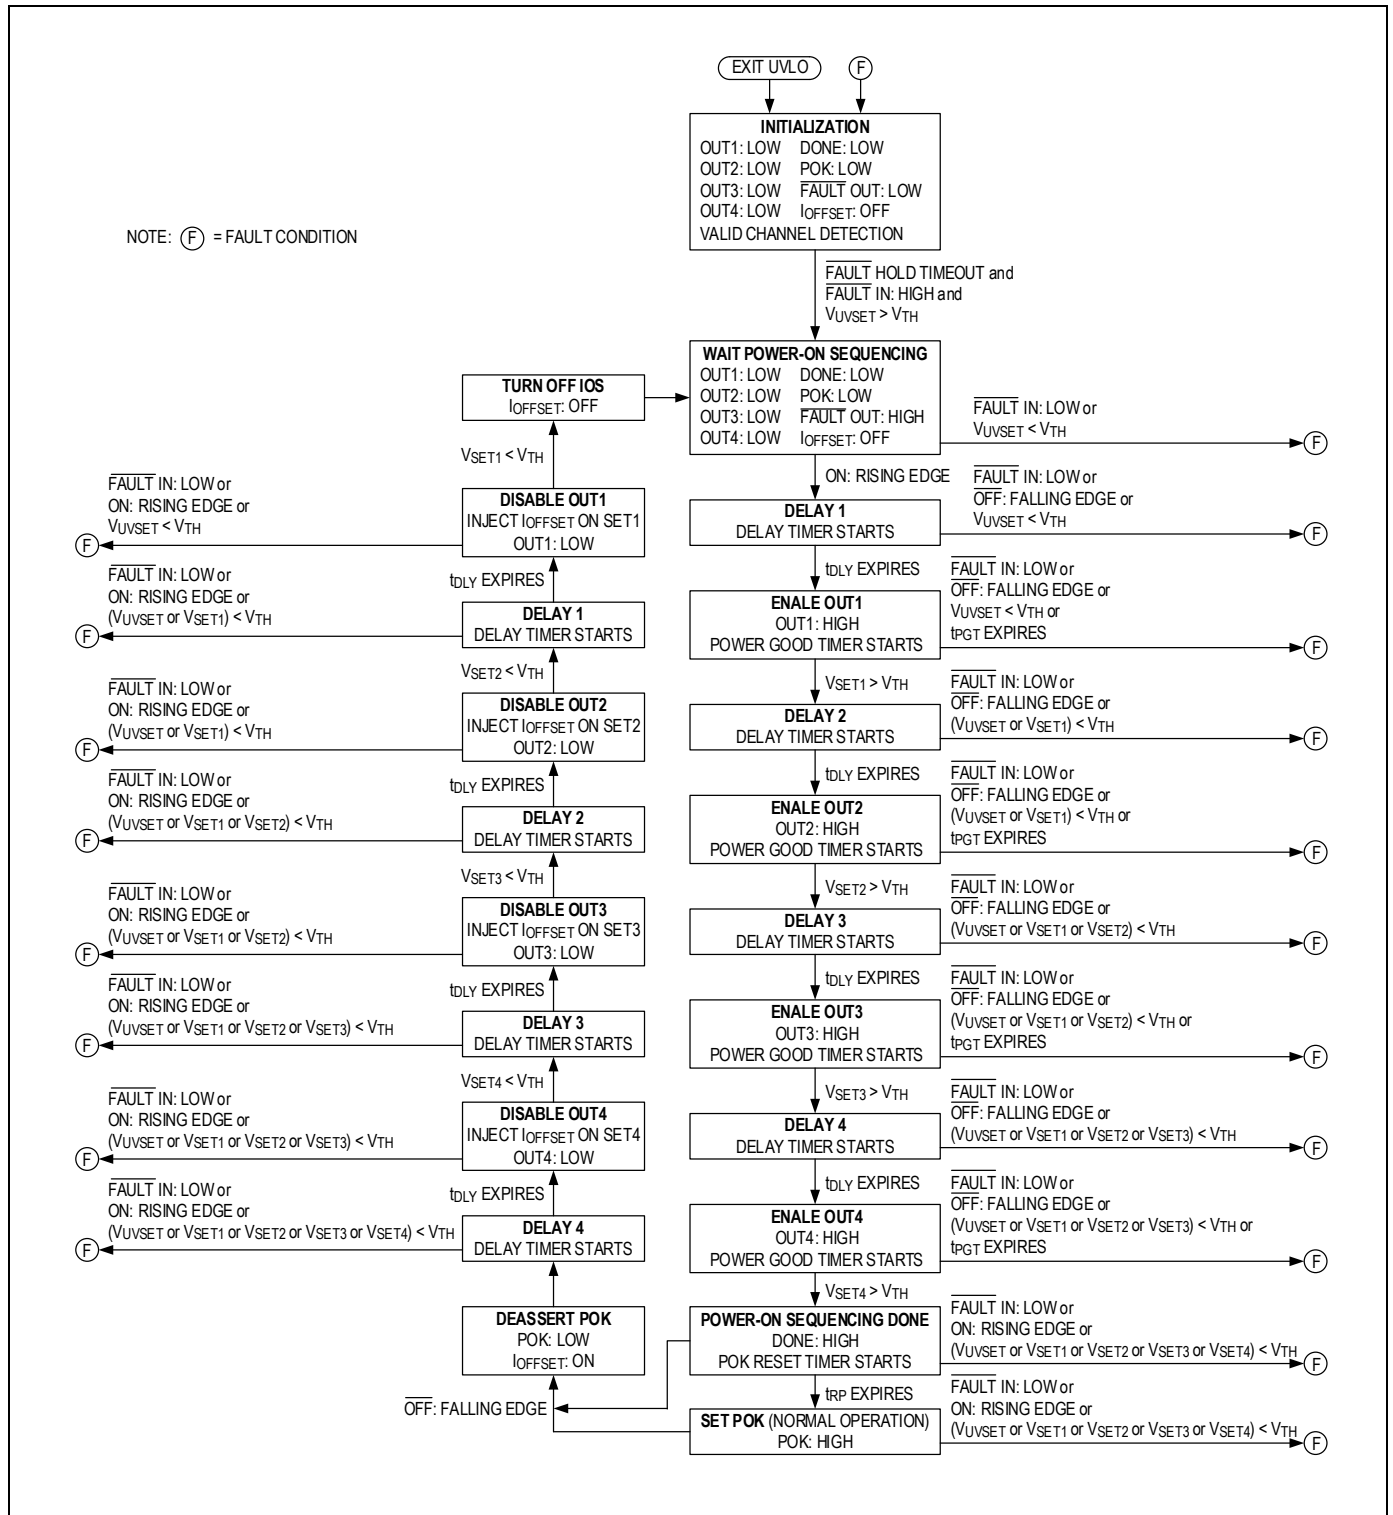 EXIT UVLO
F
INITIALIZATION
OUT1: LOW DONE: LOW
OUT2: LOW POK: LOW
OUT3: LOW FAULT OUT: LOW
OUT4: LOW IOFFSET: OFF
VALID CHANNEL DETECTION
NOTE: F = FAULT CONDITION
FAULT HOLD TIMEOUT and
FAULT IN: HIGH and
VUVSET > VTH
WAIT POWER-ON SEQUENCING
OUT1: LOW DONE: LOW
OUT2: LOW POK: LOW
OUT3: LOW FAULT OUT: HIGH
OUT4: LOW IOFFSET: OFF
FAULT IN: LOW or
VUVSET < VTH
F
ON: RISING EDGE
DELAY 1
DELAY TIMER STARTS
FAULT IN: LOW or
OFF: FALLING EDGE or
VUVSET < VTH
F
tDLY EXPIRES
ENALE OUT1
OUT1: HIGH
POWER GOOD TIMER STARTS
FAULT IN: LOW or
OFF: FALLING EDGE or
VUVSET < VTH or
tPGT EXPIRES
F
VSET1 > VTH
DELAY 2
DELAY TIMER STARTS
FAULT IN: LOW or
OFF: FALLING EDGE or
(VUVSET or VSET1) < VTH
F
tDLY EXPIRES
ENALE OUT2
OUT2: HIGH
POWER GOOD TIMER STARTS
FAULT IN: LOW or
OFF: FALLING EDGE or
(VUVSET or VSET1) < VTH or
tPGT EXPIRES
F
VSET2 > VTH
DELAY 3
DELAY TIMER STARTS
FAULT IN: LOW or
OFF: FALLING EDGE or
(VUVSET or VSET1 or VSET2) < VTH
F
tDLY EXPIRES
ENALE OUT3
OUT3: HIGH
POWER GOOD TIMER STARTS
FAULT IN: LOW or
OFF: FALLING EDGE or
(VUVSET or VSET1 or VSET2) < VTH or
tPGT EXPIRES
F
VSET3 > VTH
DELAY 4
DELAY TIMER STARTS
FAULT IN: LOW or
OFF: FALLING EDGE or
(VUVSET or VSET1 or VSET2 or VSET3) < VTH
F
tDLY EXPIRES
ENALE OUT4
OUT4: HIGH
POWER GOOD TIMER STARTS
FAULT IN: LOW or
OFF: FALLING EDGE or
(VUVSET or VSET1 or VSET2 or VSET3) < VTH or
tPGT EXPIRES
F
VSET4 > VTH
POWER-ON SEQUENCING DONE
DONE: HIGH
POK RESET TIMER STARTS
FAULT IN: LOW or
ON: RISING EDGE or
(VUVSET or VSET1 or VSET2 or VSET3 or VSET4) < VTH
F
tRP EXPIRES
SET POK (NORMAL OPERATION)
POK: HIGH
FAULT IN: LOW or
ON: RISING EDGE or
(VUVSET or VSET1 or VSET2 or VSET3 or VSET4) < VTH
F
OFF: FALLING EDGE
DEASSERT POK
POK: LOW
IOFFSET: ON
DELAY 4
DELAY TIMER STARTS
FAULT IN: LOW or
ON: RISING EDGE or
(VUVSET or VSET1 or VSET2 or VSET3 or VSET4) < VTH
F
tDLY EXPIRES
DISABLE OUT4
INJECT IOFFSET ON SET4
OUT4: LOW
FAULT IN: LOW or
ON: RISING EDGE or
(VUVSET or VSET1 or VSET2 or VSET3) < VTH
F
VSET4 < VTH
DELAY 3
DELAY TIMER STARTS
FAULT IN: LOW or
ON: RISING EDGE or
(VUVSET or VSET1 or VSET2 or VSET3) < VTH
F
tDLY EXPIRES
DISABLE OUT3
INJECT IOFFSET ON SET3
OUT3: LOW
FAULT IN: LOW or
ON: RISING EDGE or
(VUVSET or VSET1 or VSET2) < VTH
F
VSET3 < VTH
DELAY 2
DELAY TIMER STARTS
FAULT IN: LOW or
ON: RISING EDGE or
(VUVSET or VSET1 or VSET2) < VTH
F
tDLY EXPIRES
DISABLE OUT2
INJECT IOFFSET ON SET2
OUT2: LOW
FAULT IN: LOW or
ON: RISING EDGE or
(VUVSET or VSET1) < VTH
F
VSET2 < VTH
DELAY 1
DELAY TIMER STARTS
FAULT IN: LOW or
ON: RISING EDGE or
(VUVSET or VSET1) < VTH
F
tDLY EXPIRES
DISABLE OUT1
INJECT IOFFSET ON SET1
OUT1: LOW
FAULT IN: LOW or
ON: RISING EDGE or
VUVSET < VTH
F
VSET1 < VTH
TURN OFF IOS
IOFFSET: OFF